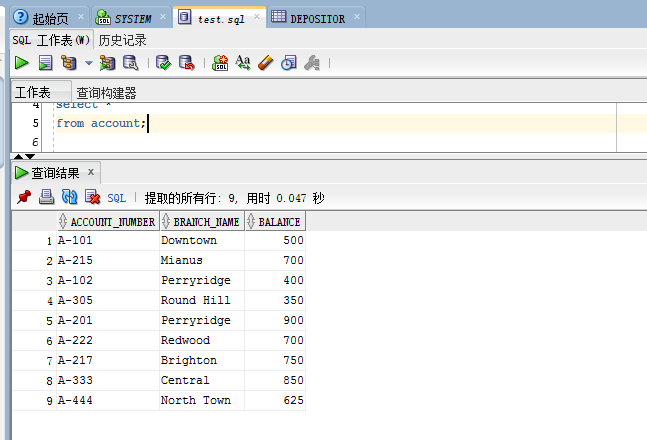 起始页 SYSTEM test.sql DEPOSITOR
SQL 工作表(W) 历史记录
工作表 查询构建器
4 select *
5 from account;
6
查询结果 x
SQL 提取的所有行: 9, 用时 0.047 秒
ACCOUNT_NUMBER BRANCH_NAME BALANCE
1 A-101 Downtown 500
2 A-215 Mianus 700
3 A-102 Perryridge 400
4 A-305 Round Hill 350
5 A-201 Perryridge 900
6 A-222 Redwood 700
7 A-217 Brighton 750
8 A-333 Central 850
9 A-444 North Town 625